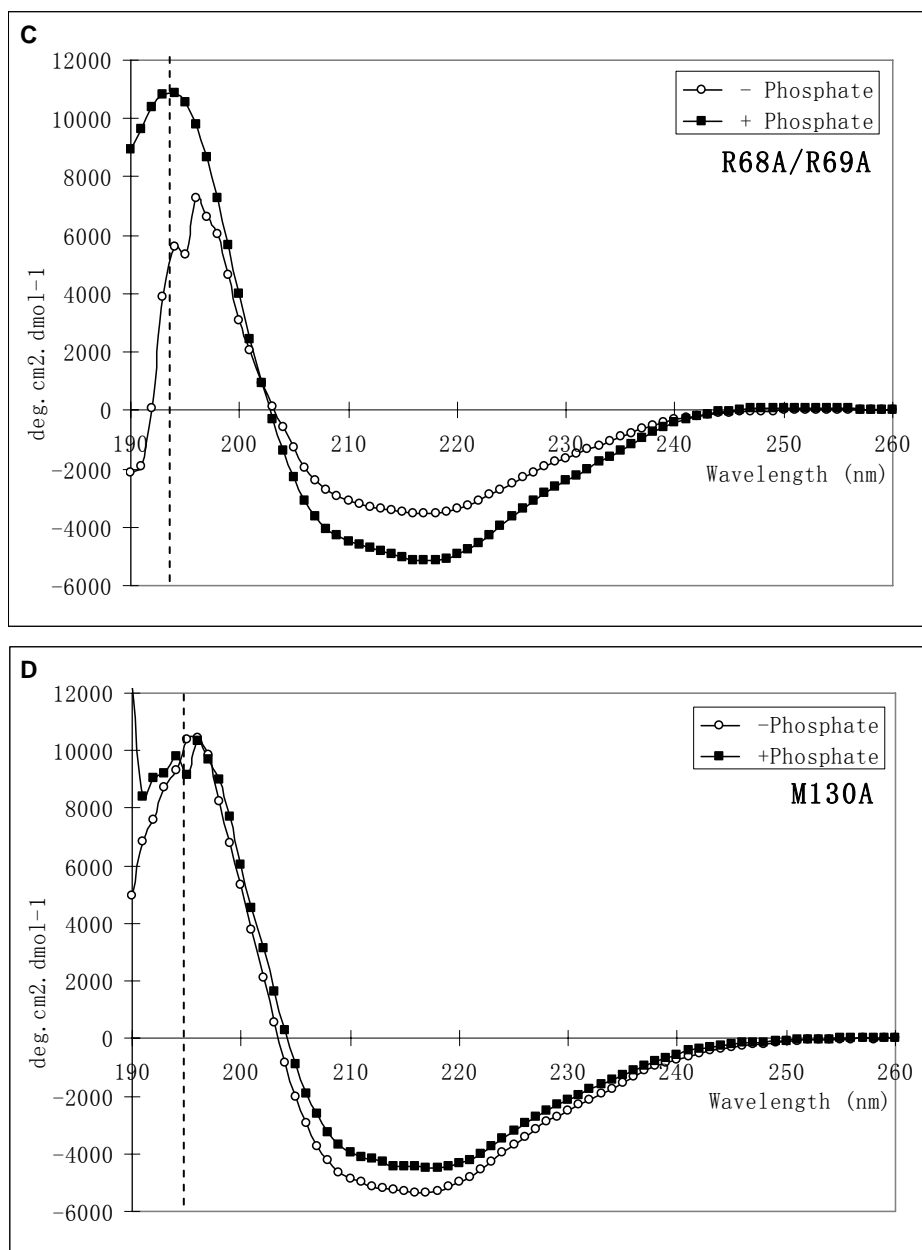 C
12000
10000
8000
6000
4000
2000
0
-2000
-4000
-6000
deg.cm2.dmol-1
190 200 210 220 230 240 250 260
Wavelength (nm)
- Phosphate
+ Phosphate
R68A/R69A
D
12000
10000
8000
6000
4000
2000
0
-2000
-4000
-6000
deg.cm2.dmol-1
190 200 210 220 230 240 250 260
Wavelength (nm)
-Phosphate
+Phosphate
M130A